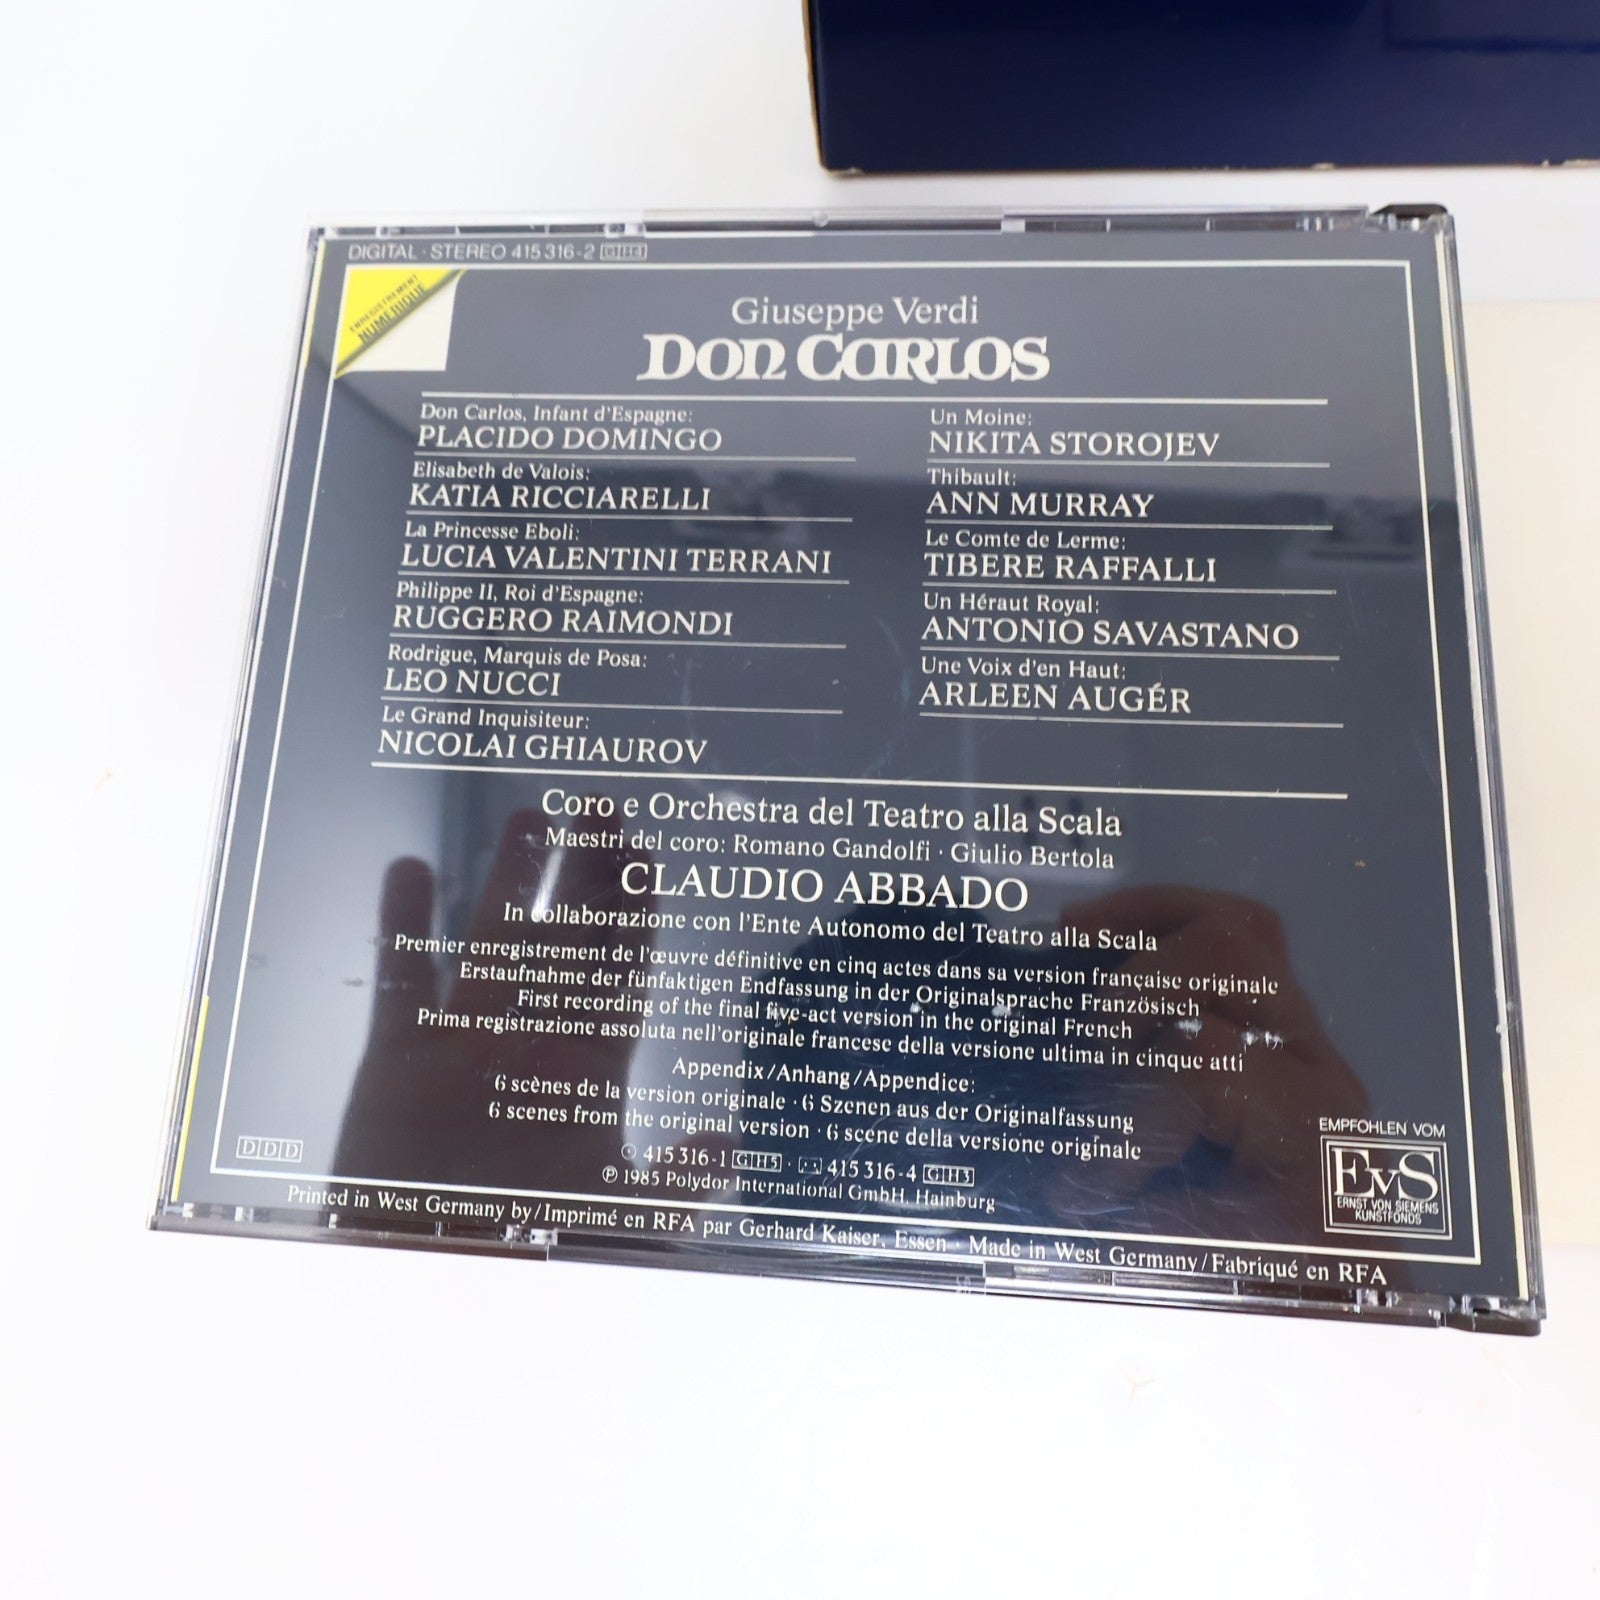 DIGITAL · STEREO 415 316-2 GH4
ENREGISTREMENT
NUMERIQUE
Giuseppe Verdi
DON CARLOS
Don Carlos, Infant d'Espagne:
PLACIDO DOMINGO
Elisabeth de Valois:
KATIA RICCIARELLI
La Princesse Eboli:
LUCIA VALENTINI TERRANI
Philippe II, Roi d'Espagne:
RUGGERO RAIMONDI
Rodrigue, Marquis de Posa:
LEO NUCCI
Le Grand Inquisiteur:
NICOLAI GHIAUROV
Un Moine:
NIKITA STOROJEV
Thibault:
ANN MURRAY
Le Comte de Lerme:
TIBERE RAFFALLI
Un Héraut Royal:
ANTONIO SAVASTANO
Une Voix d'en Haut:
ARLEEN AUGÉR
Coro e Orchestra del Teatro alla Scala
Maestri del coro: Romano Gandolfi · Giulio Bertola
CLAUDIO ABBADO
In collaborazione con l'Ente Autonomo del Teatro alla Scala
Premier enregistrement de l'œuvre définitive en cinq actes dans sa version française originale
Erstaufnahme der fünfaktigen Endfassung in der Originalsprache Französisch
First recording of the final five-act version in the original French
Prima registrazione assoluta nell'originale francese della versione ultima in cinque atti
Appendix/Anhang/Appendice:
6 scènes de la version originale · 6 Szenen aus der Originalfassung
6 scenes from the original version · 6 scene della versione originale
415 316-1 GH5 · 415 316-4 GH3
℗ 1985 Polydor International GmbH, Hainburg
DDD
EMPFOHLEN VOM
EvS
ERNST VON SIEMENS
KUNSTFONDS
Printed in West Germany by/Imprimé en RFA par Gerhard Kaiser, Essen · Made in West Germany/Fabriqué en RFA